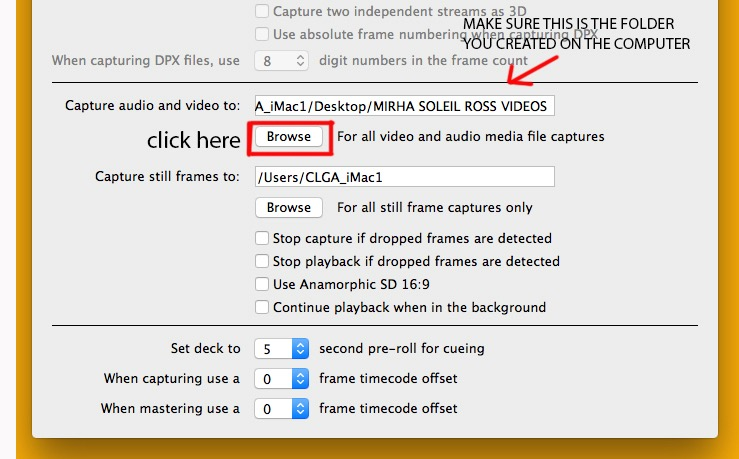 Capture two independent streams as 3D
MAKE SURE THIS IS THE FOLDER
Use absolute frame numbering when capturing DPX
YOU CREATED ON THE COMPUTER
When capturing DPX files, use 8 digit numbers in the frame count
Capture audio and video to: A_iMac1/Desktop/MIRHA SOLEIL ROSS VIDEOS
click here Browse For all video and audio media file captures
Capture still frames to: /Users/CLGA_iMac1
Browse For all still frame captures only
Stop capture if dropped frames are detected
Stop playback if dropped frames are detected
Use Anamorphic SD 16:9
Continue playback when in the background
Set deck to 5 second pre-roll for cueing
When capturing use a 0 frame timecode offset
When mastering use a 0 frame timecode offset